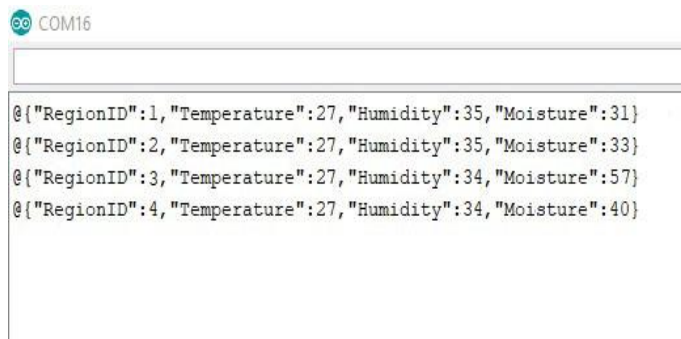 COM16
@{"RegionID":1,"Temperature":27,"Humidity":35,"Moisture":31}
@{"RegionID":2,"Temperature":27,"Humidity":35,"Moisture":33}
@{"RegionID":3,"Temperature":27,"Humidity":34,"Moisture":57}
@{"RegionID":4,"Temperature":27,"Humidity":34,"Moisture":40}